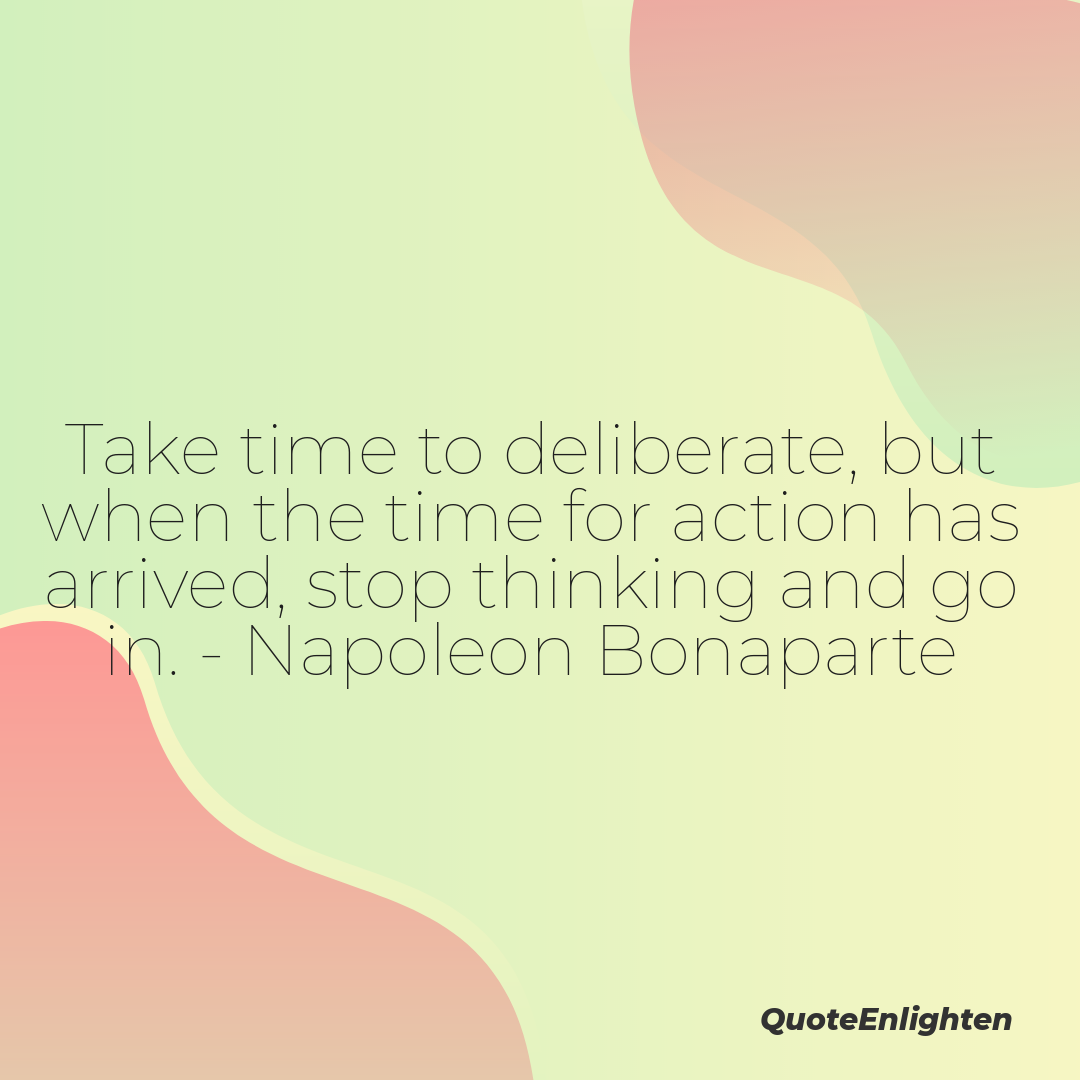 Take time to deliberate, but
when the time for action has
arrived, stop thinking and go
in. - Napoleon Bonaparte
QuoteEnlighten